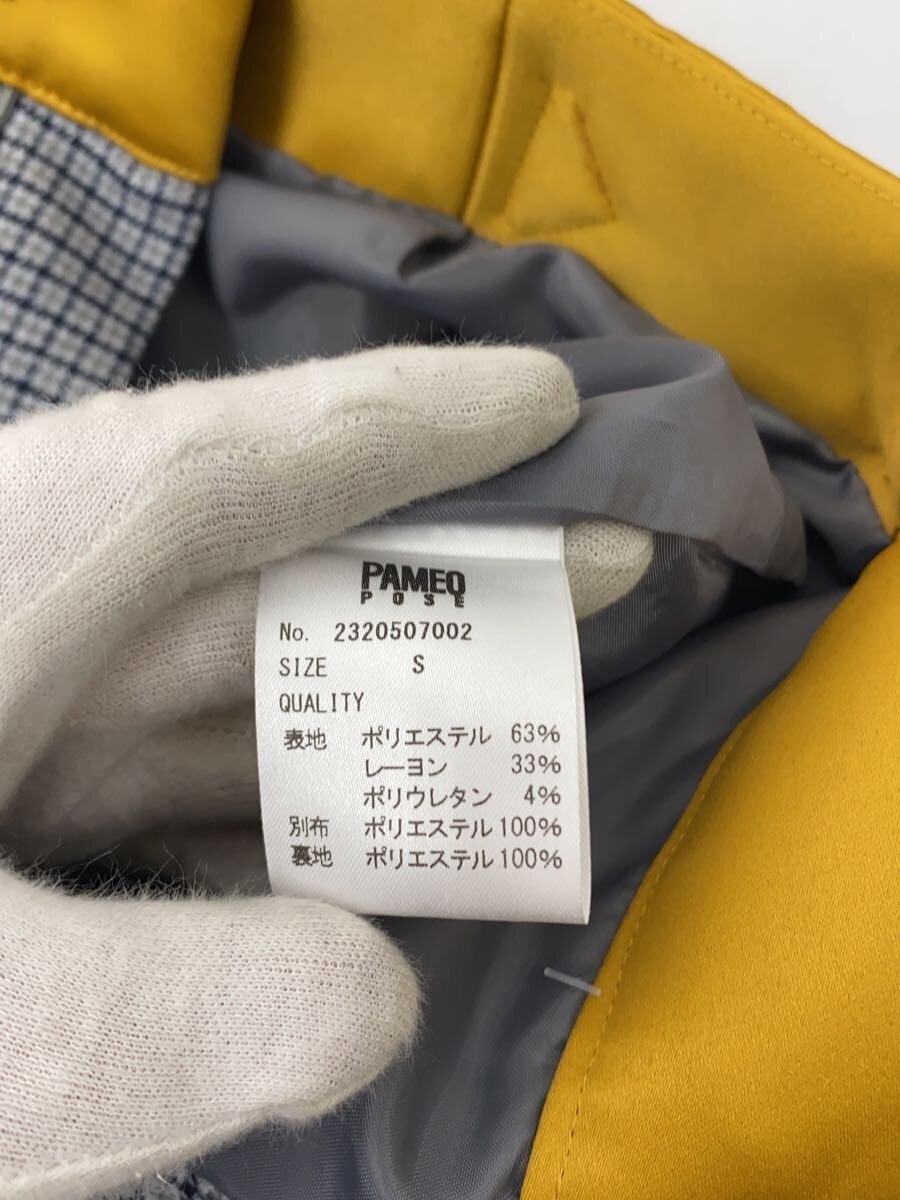 PAMEO
POSE
No. 2320507002
SIZE S
QUALITY
表地 ポリエステル 63%
レーヨン 33%
ポリウレタン 4%
別布 ポリエステル 100%
裏地 ポリエステル 100%